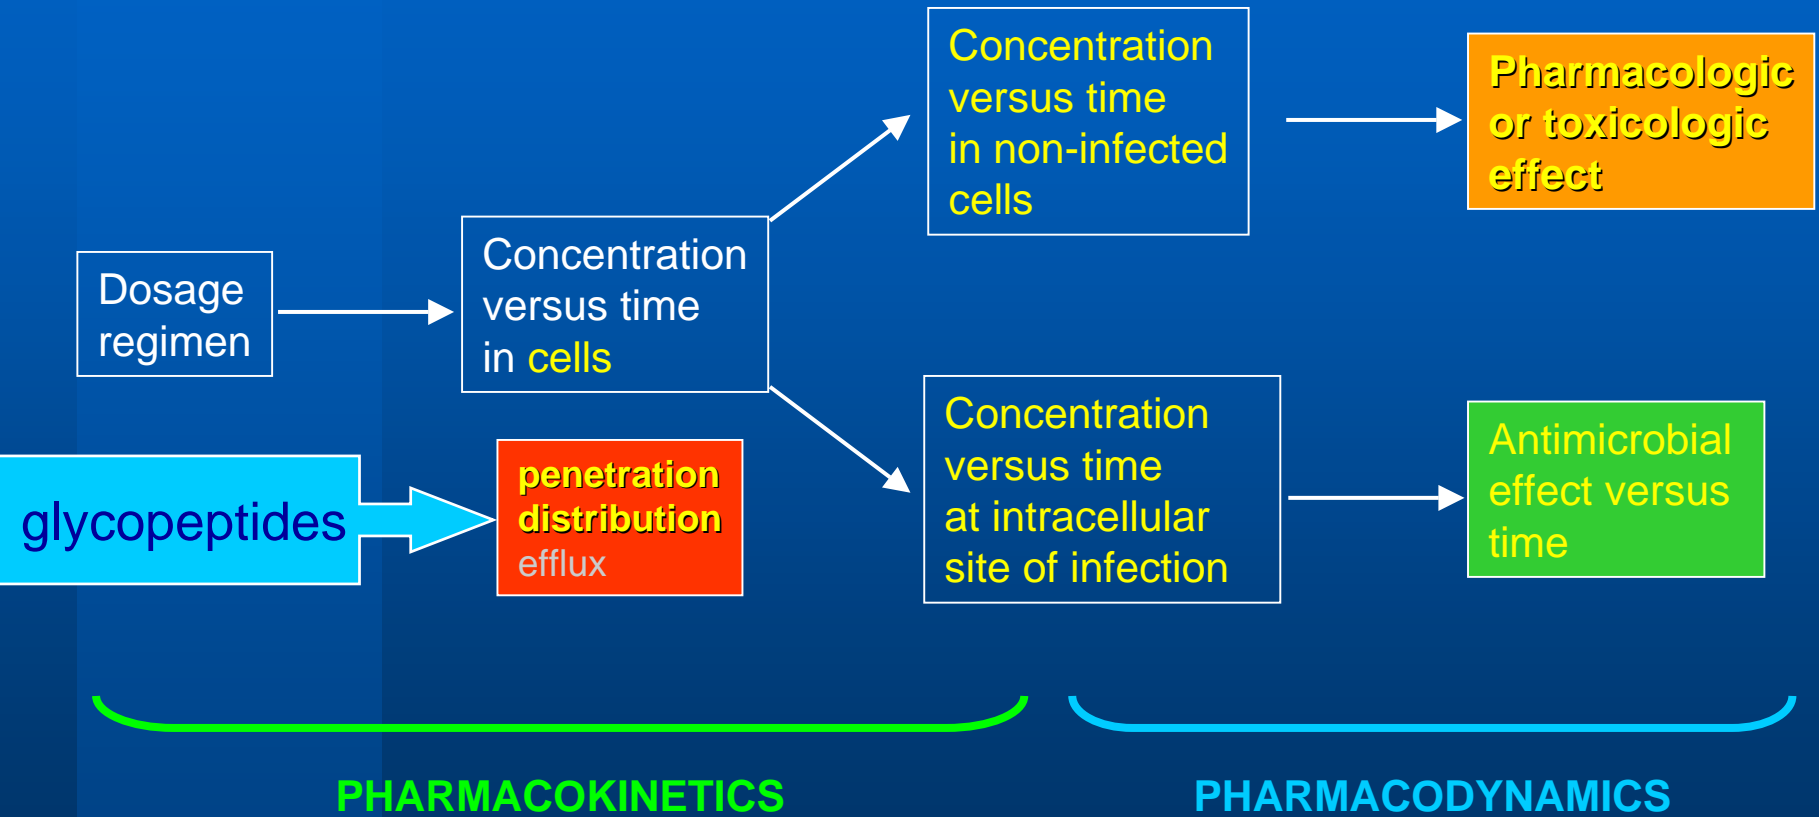 Dosage
regimen
Concentration
versus time
in cells
Concentration
versus time
in non-infected
cells
Pharmacologic
or toxicologic
effect
glycopeptides
penetration
distribution
efflux
Concentration
versus time
at intracellular
site of infection
Antimicrobial
effect versus
time
PHARMACOKINETICS
PHARMACODYNAMICS